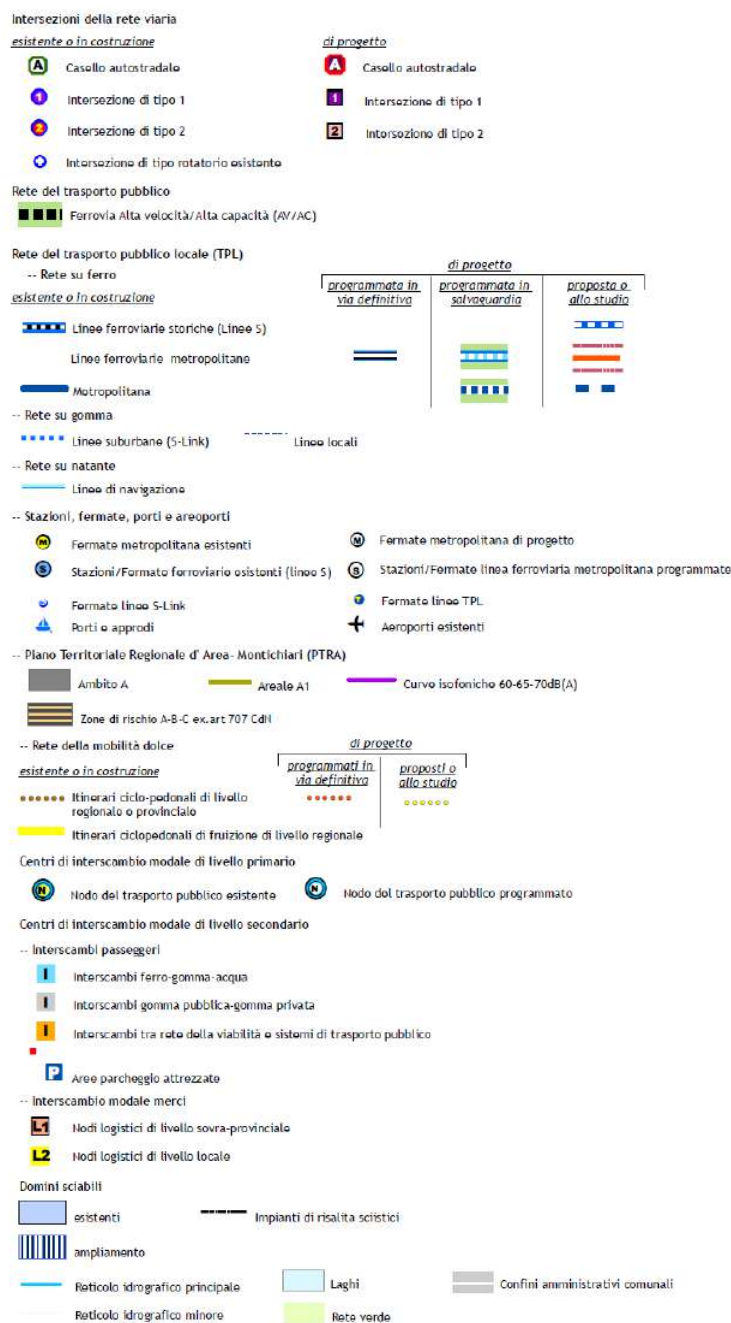 Intersezioni della rete viaria
esistente o in costruzione di progetto
A Casello autostradale A Casello autostradale
1 Intersezione di tipo 1 1 Intersezione di tipo 1
2 Intersezione di tipo 2 2 Intersezione di tipo 2
Intersezione di tipo rotatorio esistente
Rete del trasporto pubblico
Ferrovia Alta velocità/Alta capacità (AV/AC)
Rete del trasporto pubblico locale (TPL)
di progetto
-- Rete su ferro
programmata in via definitiva
programmata in salvaguardia
proposta o allo studio
esistente o in costruzione
Linee ferroviarie storiche (Linee S)
Linee ferroviarie metropolitane
Metropolitana
-- Rete su gomma
Linee suburbane (S-Link) Linee locali
-- Rete su natante
Linee di navigazione
-- Stazioni, fermate, porti e areoporti
M Fermate metropolitana esistenti M Fermate metropolitana di progetto
S Stazioni/Fermate ferroviarie esistenti (linee S) S Stazioni/Fermate linea ferroviaria metropolitana programmate
Fermate linee S-Link T Fermate linee TPL
Porti e approdi Aeroporti esistenti
-- Piano Territoriale Regionale d' Area- Montichiari (PTRA)
Ambito A Areale A1 Curve isofoniche 60-65-70dB(A)
Zone di rischio A-B-C ex.art 707 CdN
-- Rete della mobilità dolce di progetto
esistente o in costruzione
programmati in via definitiva
proposti o allo studio
Itinerari ciclo-pedonali di livello
regionale o provinciale
Itinerari ciclopedonali di fruizione di livello regionale
Centri di interscambio modale di livello primario
N Nodo del trasporto pubblico esistente N Nodo del trasporto pubblico programmato
Centri di interscambio modale di livello secondario
-- Interscambi passeggeri
I Interscambi ferro-gomma-acqua
I Interscambi gomma pubblica-gomma privata
I Interscambi tra rete della viabilità e sistemi di trasporto pubblico
P Aree parcheggio attrezzate
-- Interscambio modale merci
L1 Nodi logistici di livello sovra-provinciale
L2 Nodi logistici di livello locale
Domini sciabili
esistenti Impianti di risalita sciistici
ampliamento
Reticolo idrografico principale Laghi Confini amministrativi comunali
Reticolo idrografico minore Rete verde